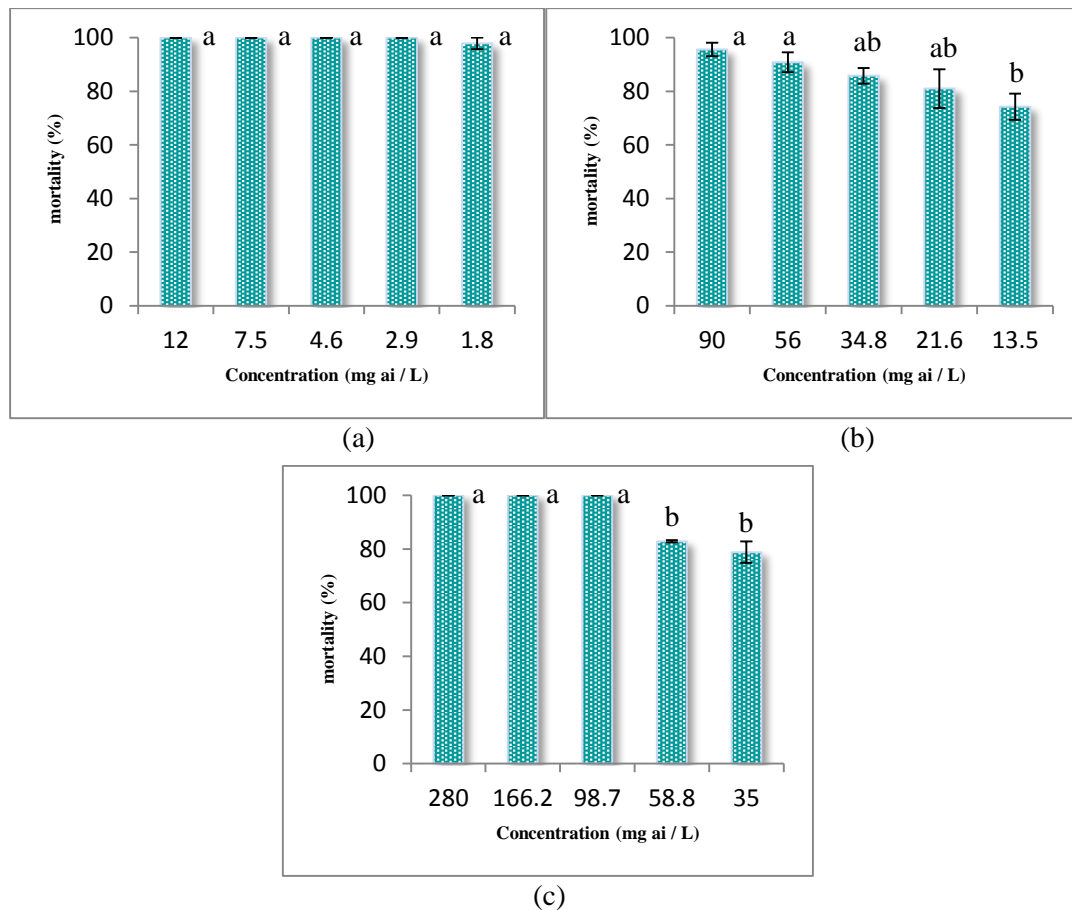 100
80
60
40
20
0
mortality (%)
a a a a a
12 7.5 4.6 2.9 1.8
Concentration (mg ai / L)
(a)
100
80
60
40
20
0
mortality (%)
a a ab ab b
90 56 34.8 21.6 13.5
Concentration (mg ai / L)
(b)
100
80
60
40
20
0
mortality (%)
a a a b b
280 166.2 98.7 58.8 35
Concentration (mg ai / L)
(c)